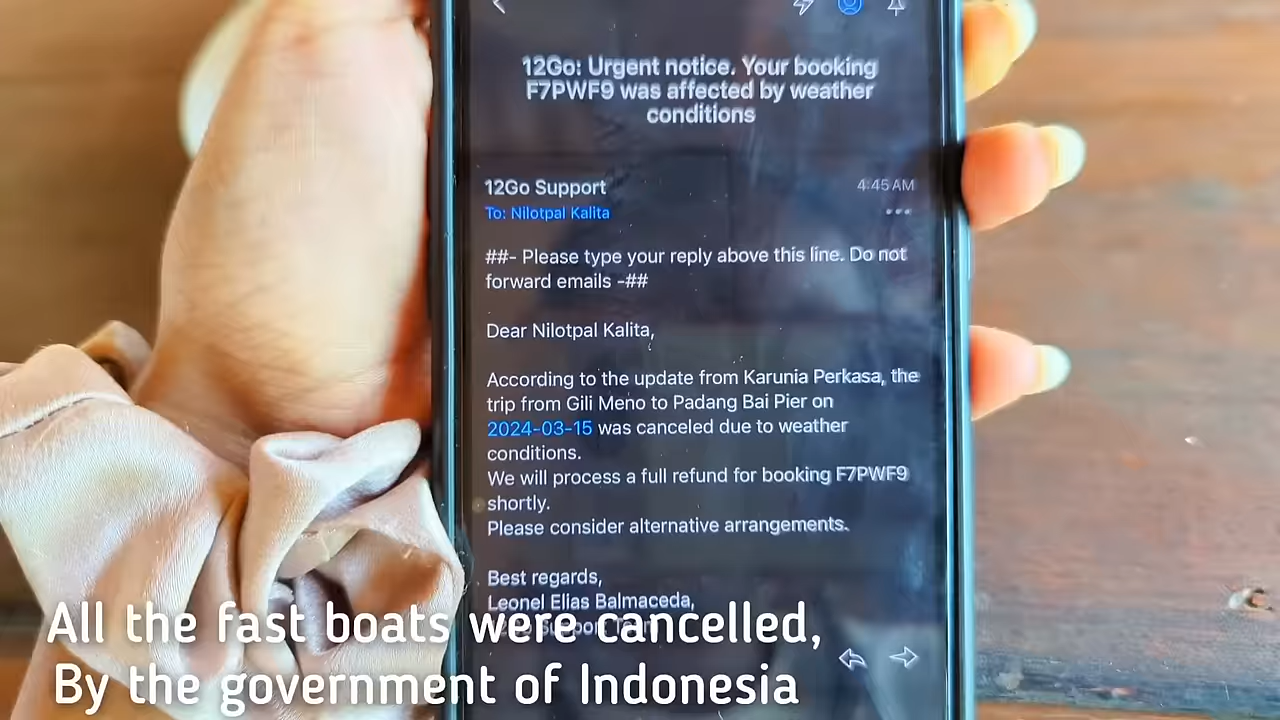 12Go: Urgent notice. Your booking
F7PWF9 was affected by weather
conditions
12Go Support
4:45 AM
To: Nilotpal Kalita
##- Please type your reply above this line. Do not
forward emails -##
Dear Nilotpal Kalita,
According to the update from Karunia Perkasa, the
trip from Gili Meno to Padang Bai Pier on
2024-03-15 was canceled due to weather
conditions.
We will process a full refund for booking F7PWF9
shortly.
Please consider alternative arrangements.
Best regards,
Leonel Elias Balmaceda,
All the fast boats were cancelled,
By the government of Indonesia